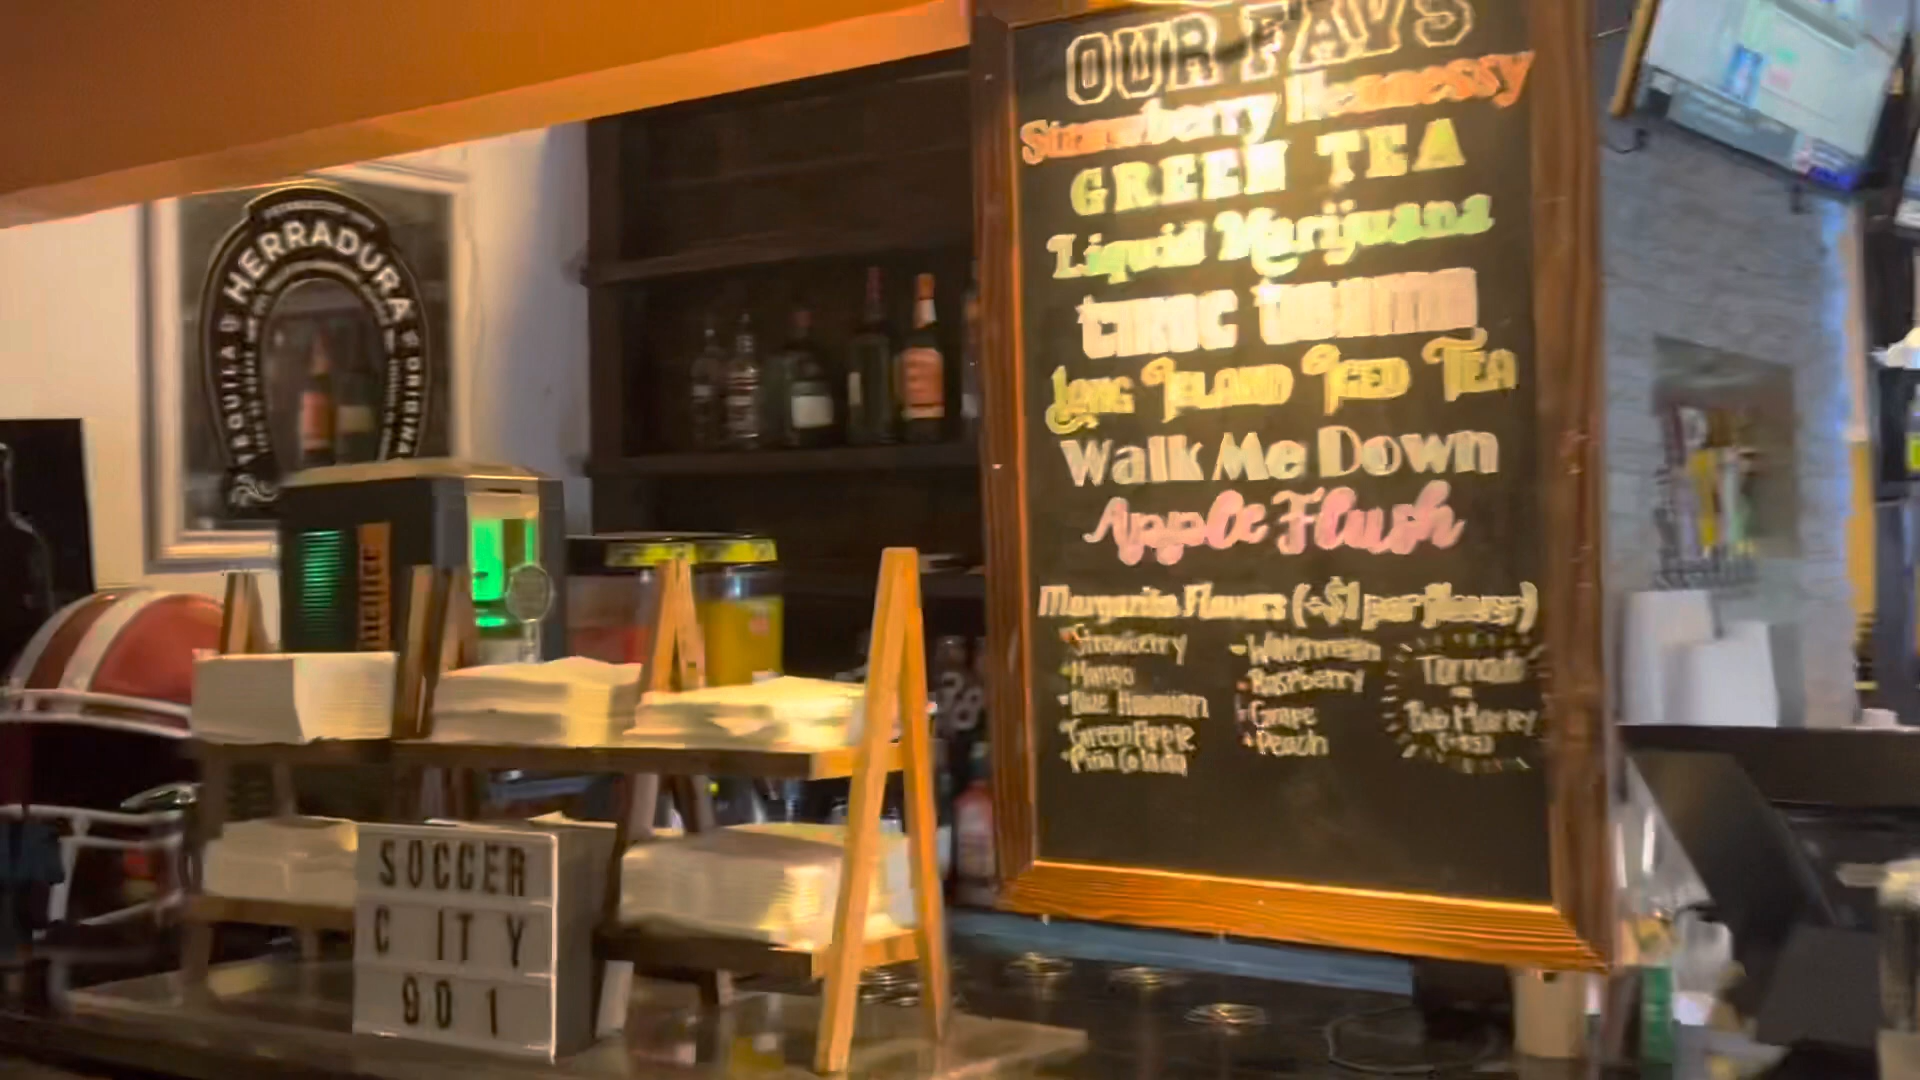 OUR FAVS
Strawberry Hennessy
GREEN TEA
Liquid Marijuana
Long Island Iced Tea
Walk Me Down
Apple Flush
Margarita Flavors (+$1 per flavor)
Strawberry
Mango
Blue Hawaiian
Green Apple
Pina Colada
Watermelon
Raspberry
Grape
Peach
Tornado
Bob Marley
HERRADURA
TEQUILA
SOCCER
C ITY
901